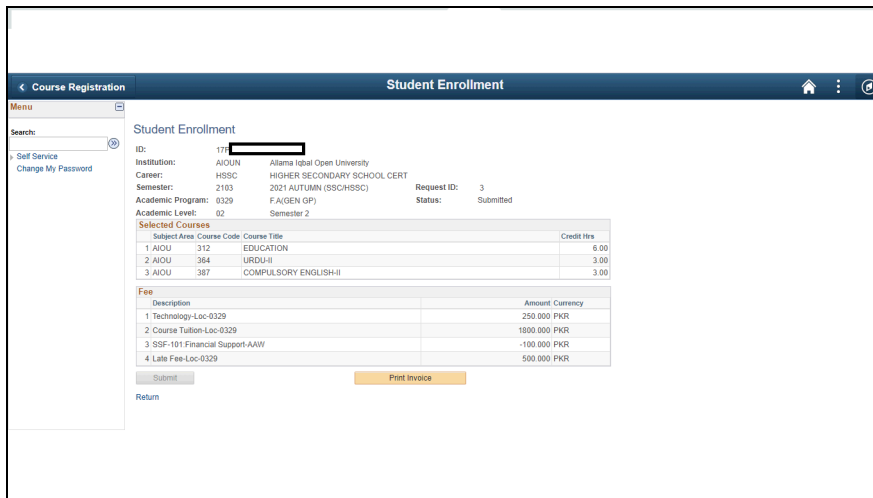 Course Registration
Student Enrollment
Menu
Search:
Self Service
Change My Password
Student Enrollment
ID: 17F
Institution: AIOUN Allama Iqbal Open University
Career: HSSC HIGHER SECONDARY SCHOOL CERT
Semester: 2103 2021 AUTUMN (SSC/HSSC) Request ID: 3
Academic Program: 0329 F.A(GEN GP) Status: Submitted
Academic Level: 02 Semester 2
Selected Courses
Subject Area Course Code Course Title Credit Hrs
1 AIOU 312 EDUCATION 6.00
2 AIOU 364 URDU-II 3.00
3 AIOU 387 COMPULSORY ENGLISH-II 3.00
Fee
Description Amount Currency
1 Technology-Loc-0329 250.000 PKR
2 Course Tuition-Loc-0329 1800.000 PKR
3 SSF-101:Financial Support-AAW -100.000 PKR
4 Late Fee-Loc-0329 500.000 PKR
Submit Print Invoice
Return